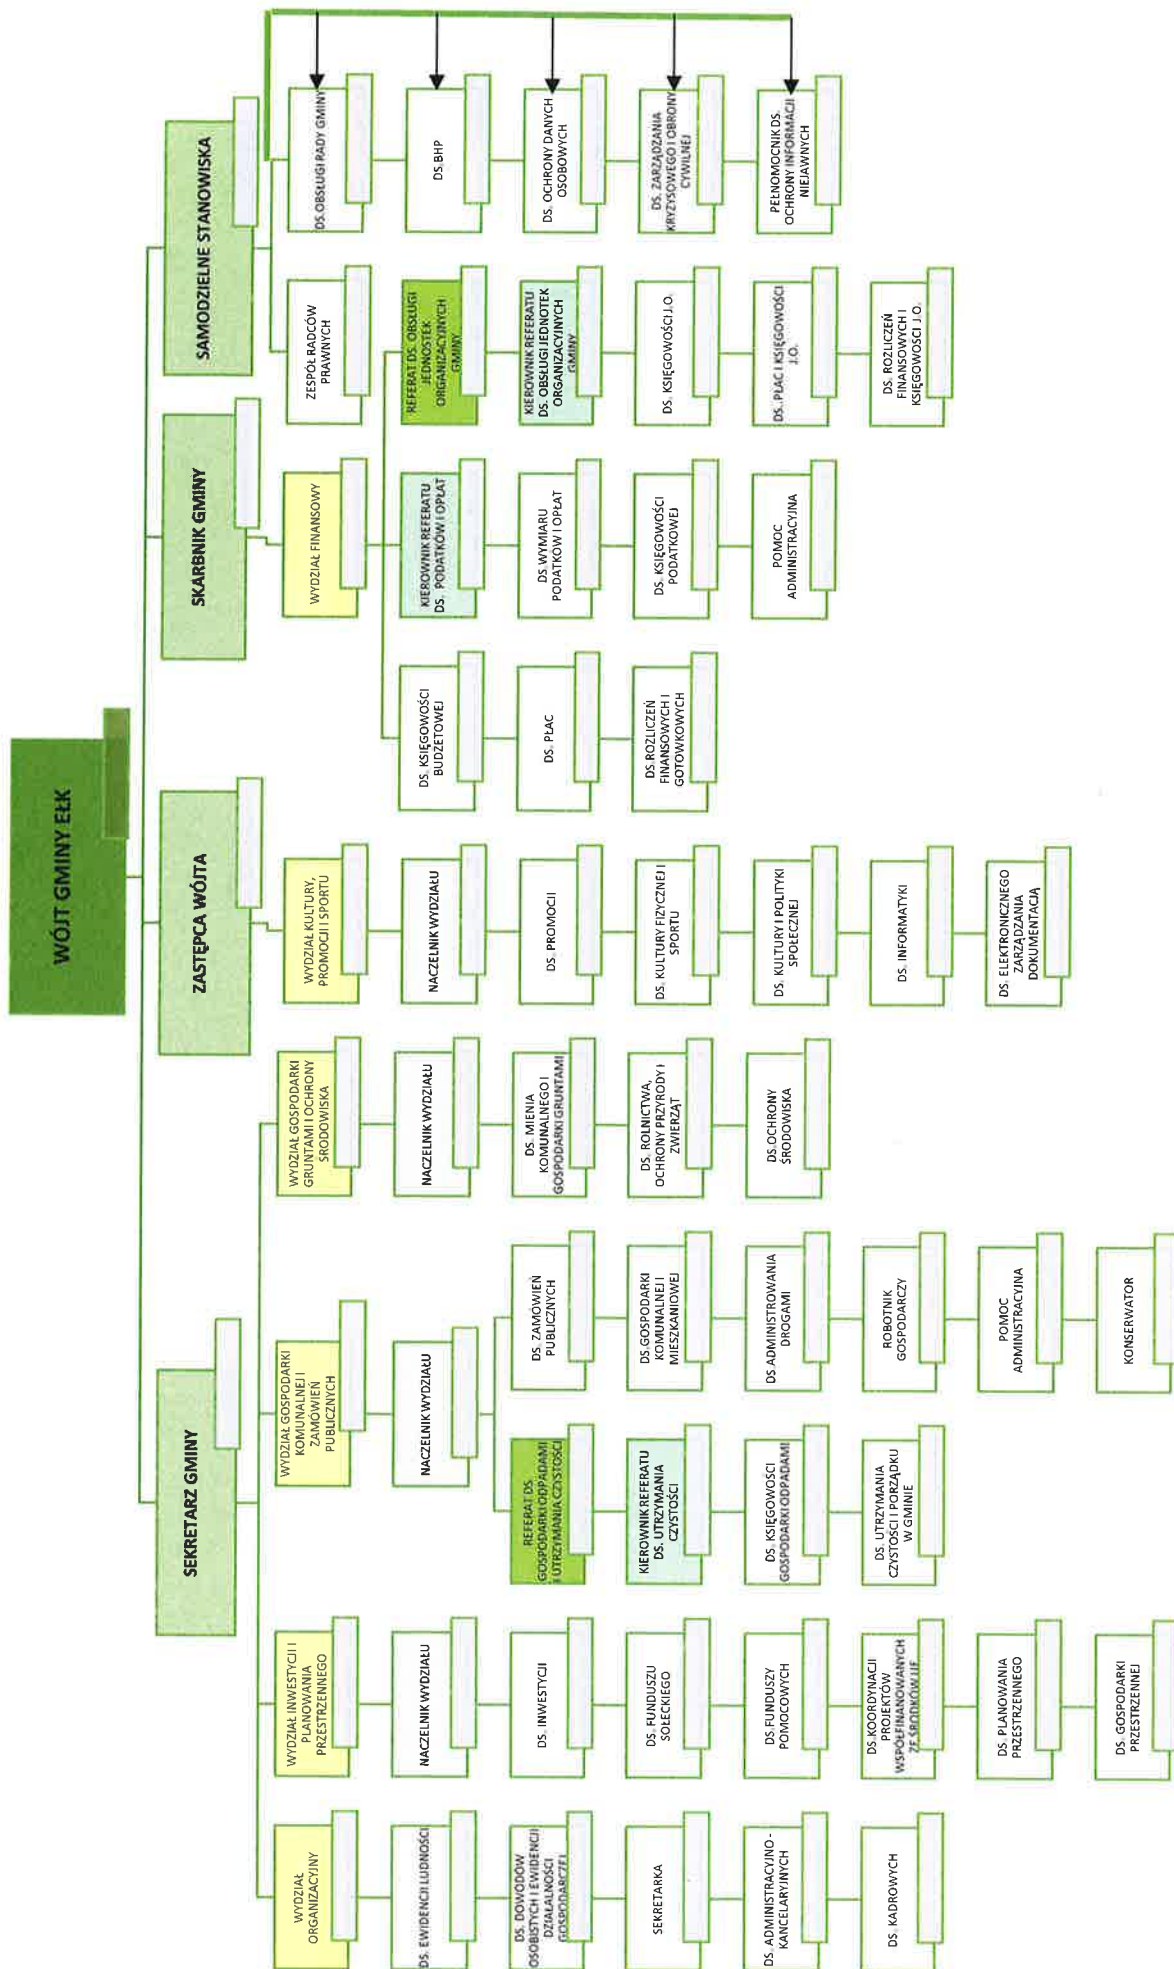 WÓJT GMINY EŁK
SEKRETARZ GMINY
ZASTĘPCA WÓJTA
SKARBNIK GMINY
SAMODZIELNE STANOWISKA
WYDZIAŁ
ORGANIZACYJNY
DS. EWIDENCJI LUDNOŚCI
DS. DOWODÓW
OSOBISTYCH I EWIDENCJI
DZIAŁALNOŚCI
GOSPODARCZEJ
SEKRETARKA
DS. ADMINISTRACYJNO -
KANCELARYJNYCH
DS. KADROWYCH
WYDZIAŁ INWESTYCJI I
PLANOWANIA
PRZESTRZENNEGO
NACZELNIK WYDZIAŁU
DS. INWESTYCJI
DS. FUNDUSZU
SOŁECKIEGO
DS.FUNDUSZY
POMOCOWYCH
DS.KOORDYNACJI
PROJEKTÓW
WSPÓŁFINANSOWANYCH
ZE ŚRODKÓW UE
DS. PLANOWANIA
PRZESTRZENNEGO
DS. GOSPODARKI
PRZESTRZENNEJ
WYDZIAŁ GOSPODARKI
KOMUNALNEJ I
ZAMÓWIEŃ
PUBLICZNYCH
NACZELNIK WYDZIAŁU
REFERAT DS.
GOSPODARKI ODPADAMI
I UTRZYMANIA CZYSTOŚCI
KIEROWNIK REFERATU
DS. UTRZYMANIA
CZYSTOŚCI
DS. KSIĘGOWOŚCI
GOSPODARKI ODPADAMI
DS. UTRZYMANIA
CZYSTOŚCI I PORZĄDKU
W GMINIE
DS. ZAMÓWIEŃ
PUBLICZNYCH
DS.GOSPODARKI
KOMUNALNEJ I
MIESZKANIOWEJ
DS.ADMINISTROWANIA
DROGAMI
ROBOTNIK
GOSPODARCZY
POMOC
ADMINISTRACYJNA
KONSERWATOR
WYDZIAŁ GOSPODARKI
GRUNTAMI I OCHRONY
ŚRODOWISKA
NACZELNIK WYDZIAŁU
DS. MIENIA
KOMUNALNEGO I
GOSPODARKI GRUNTAMI
DS. ROLNICTWA,
OCHRONY PRZYRODY I
ZWIERZĄT
DS.OCHRONY
ŚRODOWISKA
WYDZIAŁ KULTURY,
PROMOCJI I SPORTU
NACZELNIK WYDZIAŁU
DS. PROMOCJI
DS. KULTURY FIZYCZNEJ I
SPORTU
DS. KULTURY I POLITYKI
SPOŁECZNEJ
DS. INFORMATYKI
DS. ELEKTRONICZNEGO
ZARZĄDZANIA
DOKUMENTACJĄ
WYDZIAŁ FINANSOWY
DS. KSIĘGOWOŚCI
BUDŻETOWEJ
DS. PŁAC
DS.ROZLICZEŃ
FINANSOWYCH I
GOTÓWKOWYCH
KIEROWNIK REFERATU
DS. PODATKÓW I OPŁAT
DS.WYMIARU
PODATKÓW I OPŁAT
DS. KSIĘGOWOŚCI
PODATKOWEJ
POMOC
ADMINISTRACYJNA
REFERAT DS. OBSŁUGI
JEDNOSTEK
ORGANIZACYJNYCH
GMINY
KIEROWNIK REFERATU
DS. OBSŁUGI JEDNOTEK
ORGANIZACYJNYCH
GMINY
DS. KSIĘGOWOŚCI J.O.
DS. PŁAC I KSIĘGOWOŚCI
J.O.
DS. ROZLICZEŃ
FINANSOWYCH I
KSIĘGOWOŚCI J.O.
ZESPÓŁ RADCÓW
PRAWNYCH
DS.OBSŁUGI RADY GMINY
DS.BHP
DS. OCHRONY DANYCH
OSOBOWYCH
DS. ZARZĄDZANIA
KRYZYSOWEGO I OBRONY
CYWILNEJ
PEŁNOMOCNIK DS.
OCHRONY INFORMACJI
NIEJAWNYCH